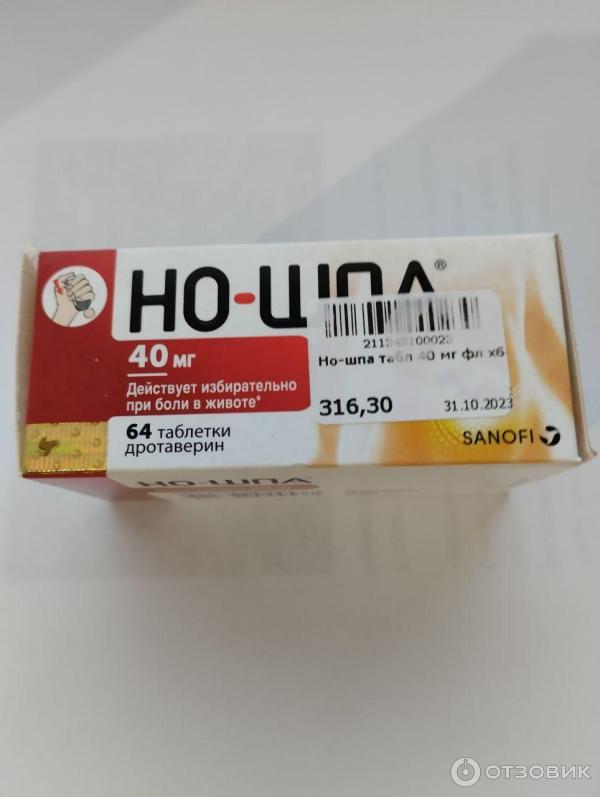 НО-ШПА®
40 мг
Действует избирательно
при боли в животе*
64 таблетки
дротаверин
211343100023
Но-шпа табл 40 мг фл х6
316,30 31.10.2023
SANOFI
НО-ШПА
ОТЗОВИК